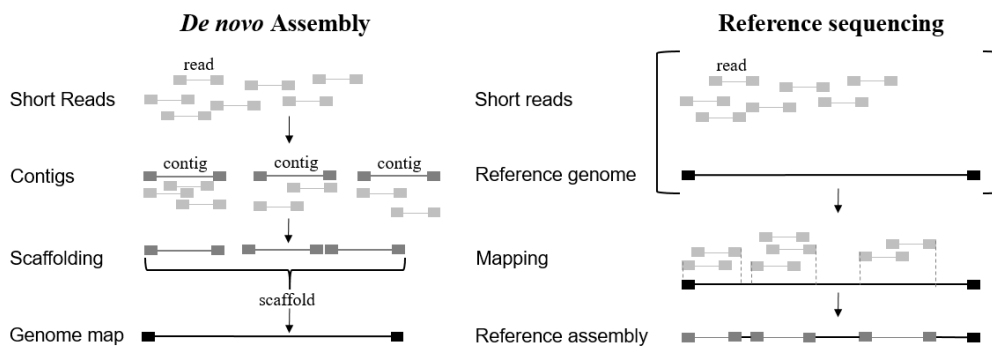 De novo Assembly
read
Short Reads
contig contig contig
Contigs
Scaffolding
scaffold
Genome map
Reference sequencing
read
Short reads
Reference genome
Mapping
Reference assembly